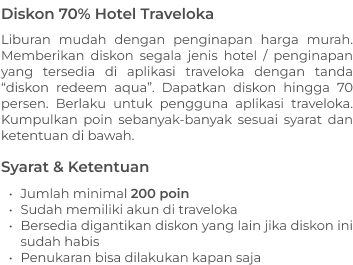 Diskon 70% Hotel Traveloka
Liburan mudah dengan penginapan harga murah.
Memberikan diskon segala jenis hotel / penginapan
yang tersedia di aplikasi traveloka dengan tanda
“diskon redeem aqua”. Dapatkan diskon hingga 70
persen. Berlaku untuk pengguna aplikasi traveloka.
Kumpulkan poin sebanyak-banyak sesuai syarat dan
ketentuan di bawah.
Syarat & Ketentuan
• Jumlah minimal 200 poin
• Sudah memiliki akun di traveloka
• Bersedia digantikan diskon yang lain jika diskon ini
sudah habis
• Penukaran bisa dilakukan kapan saja